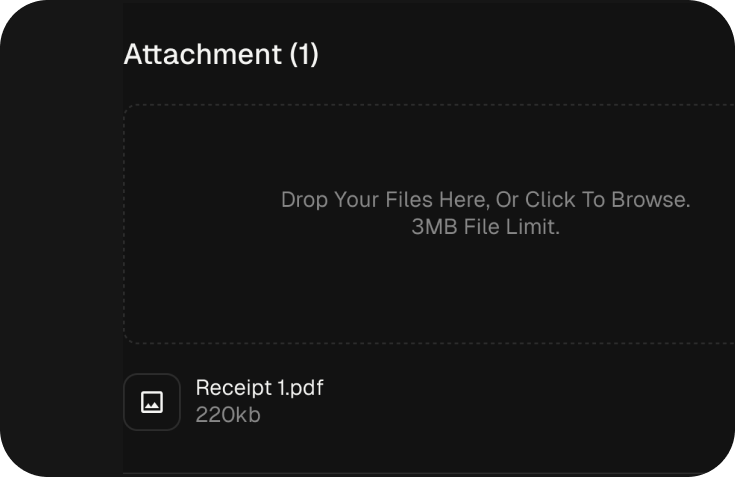 Attachment (1)
Drop Your Files Here, Or Click To Browse.
3MB File Limit.
Receipt 1.pdf
220kb